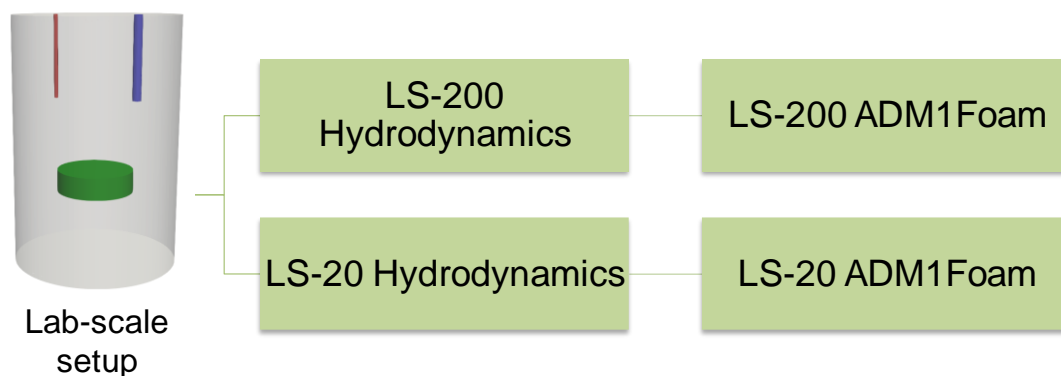 LS-200
Hydrodynamics
LS-200 ADM1Foam
LS-20 Hydrodynamics
LS-20 ADM1Foam
Lab-scale
setup